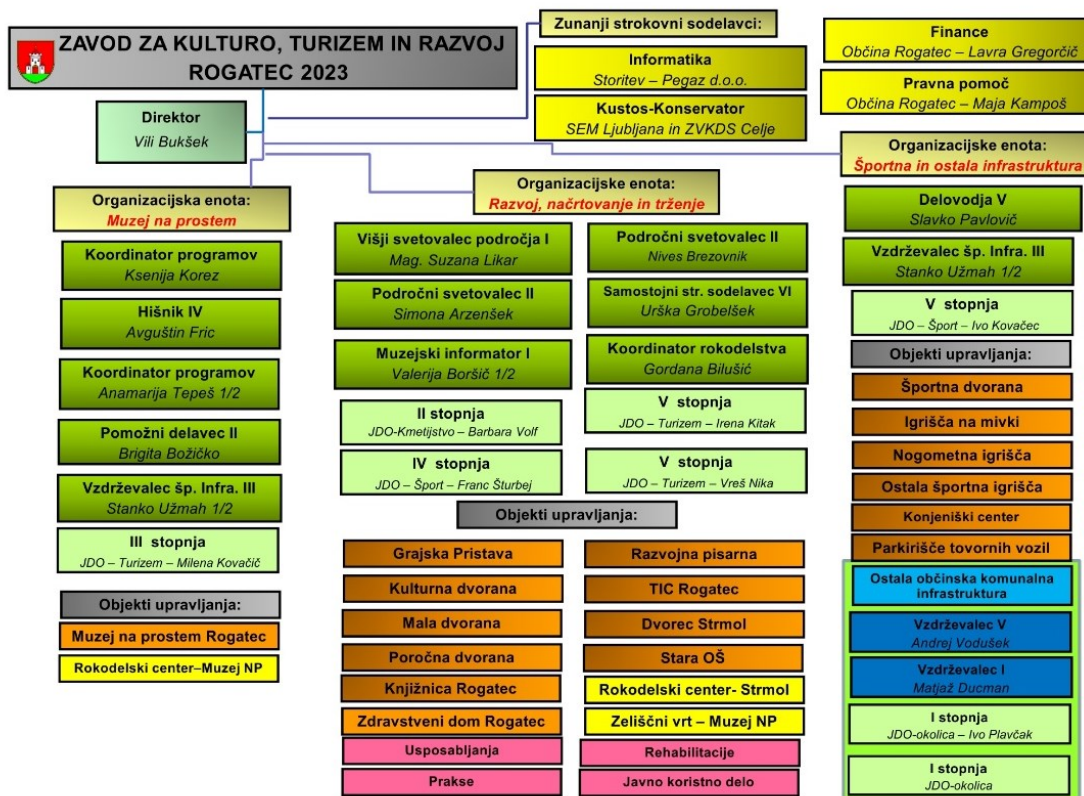 ZAVOD ZA KULTURO, TURIZEM IN RAZVOJ
ROGATEC 2023
Direktor
Vili Bukšek
Zunanji strokovni sodelavci:
Informatika
Storitev – Pegaz d.o.o.
Kustos-Konservator
SEM Ljubljana in ZVKDS Celje
Finance
Občina Rogatec – Lavra Gregorčič
Pravna pomoč
Občina Rogatec – Maja Kampoš
Organizacijska enota:
Muzej na prostem
Koordinator programov
Ksenija Korez
Hišnik IV
Avguštin Fric
Koordinator programov
Anamarija Tepeš 1/2
Pomožni delavec II
Brigita Božičko
Vzdrževalec šp. Infra. III
Stanko Užmah 1/2
III stopnja
JDO – Turizem – Milena Kovačič
Objekti upravljanja:
Muzej na prostem Rogatec
Rokodelski center–Muzej NP
Organizacijske enota:
Razvoj, načrtovanje in trženje
Višji svetovalec področja I
Mag. Suzana Likar
Področni svetovalec II
Simona Arzenšek
Muzejski informator I
Valerija Boršič 1/2
II stopnja
JDO-Kmetijstvo – Barbara Volf
IV stopnja
JDO – Šport – Franc Šturbej
Področni svetovalec II
Nives Brezovnik
Samostojni str. sodelavec VI
Urška Grobelšek
Koordinator rokodelstva
Gordana Bilušić
V stopnja
JDO – Turizem – Irena Kitak
V stopnja
JDO – Turizem – Vreš Nika
Objekti upravljanja:
Grajska Pristava
Kulturna dvorana
Mala dvorana
Poročna dvorana
Knjižnica Rogatec
Zdravstveni dom Rogatec
Usposabljanja
Prakse
Razvojna pisarna
TIC Rogatec
Dvorec Strmol
Stara OŠ
Rokodelski center- Strmol
Zeliščni vrt – Muzej NP
Rehabilitacije
Javno koristno delo
Organizacijske enota:
Športna in ostala infrastruktura
Delovodja V
Slavko Pavlovič
Vzdrževalec šp. Infra. III
Stanko Užmah 1/2
V stopnja
JDO – Šport – Ivo Kovačec
Objekti upravljanja:
Športna dvorana
Igrišča na mivki
Nogometna igrišča
Ostala športna igrišča
Konjeniški center
Parkirišče tovornih vozil
Ostala občinska komunalna
infrastruktura
Vzdrževalec V
Andrej Vodušek
Vzdrževalec I
Matjaž Ducman
I stopnja
JDO-okolica – Ivo Plavčak
I stopnja
JDO-okolica